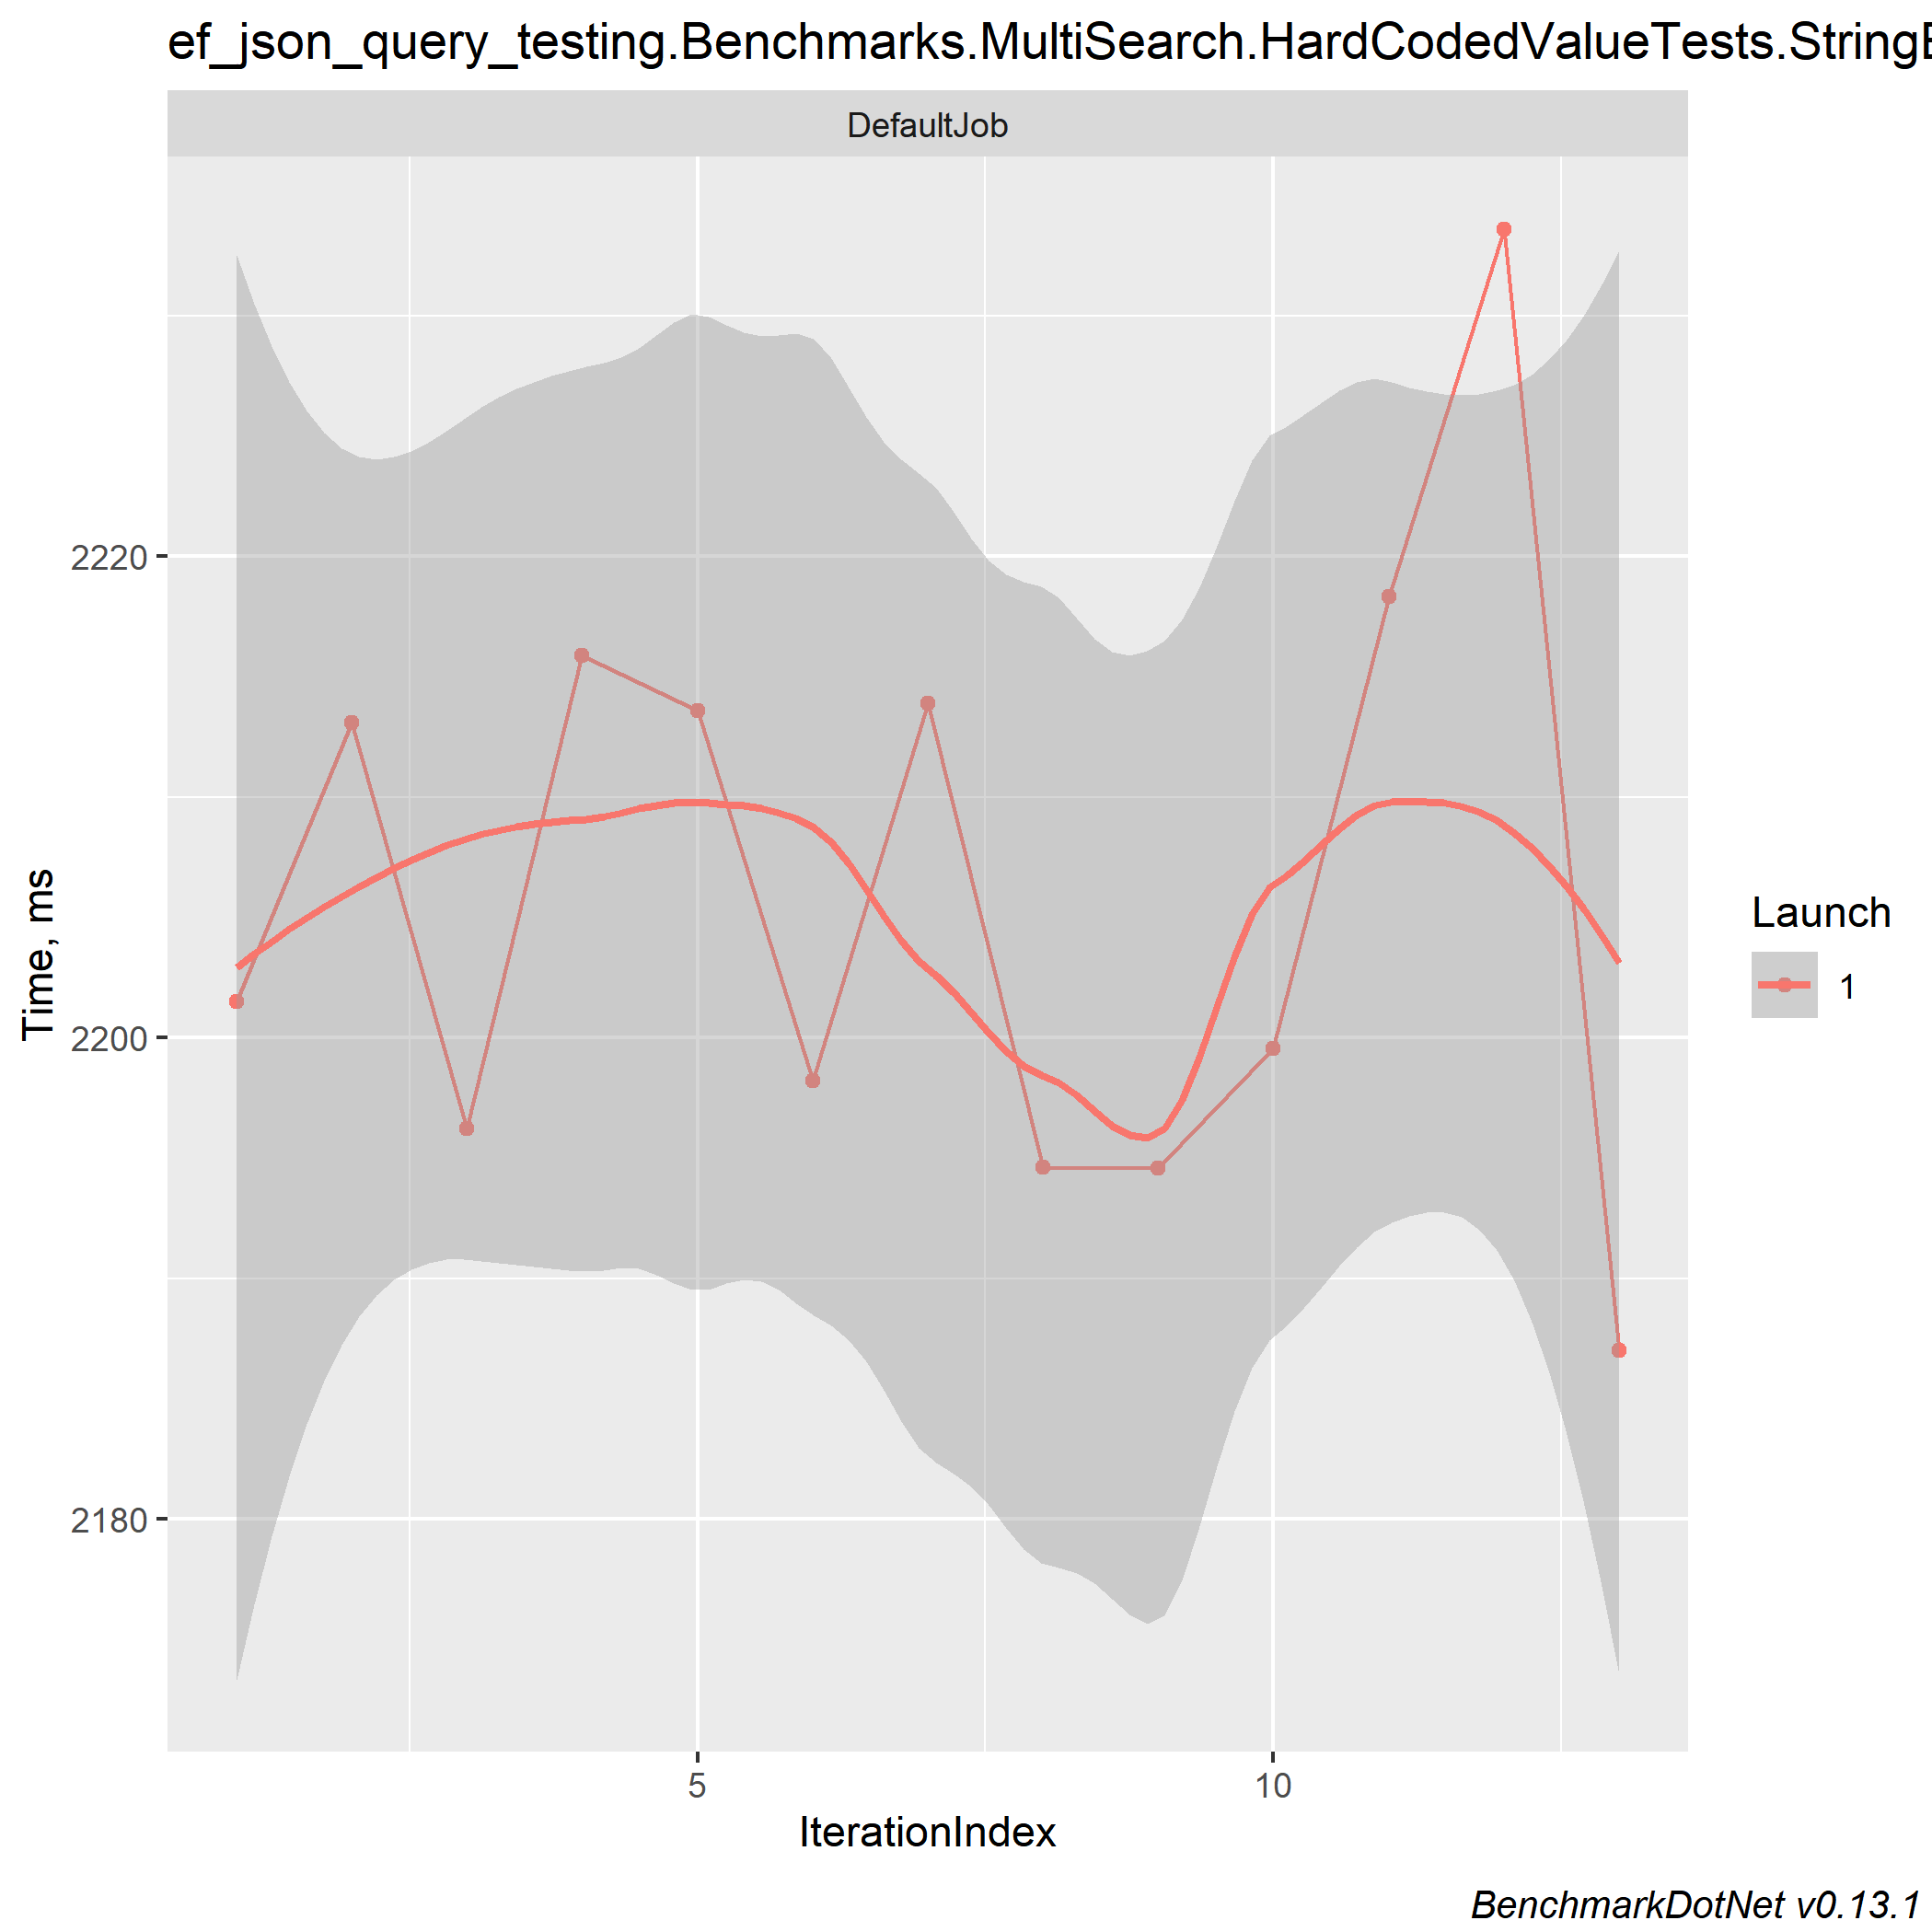 ef_json_query_testing.Benchmarks.MultiSearch.HardCodedValueTests.String
DefaultJob
2220
2200
2180
Time, ms
5
10
IterationIndex
Launch
1
BenchmarkDotNet v0.13.1